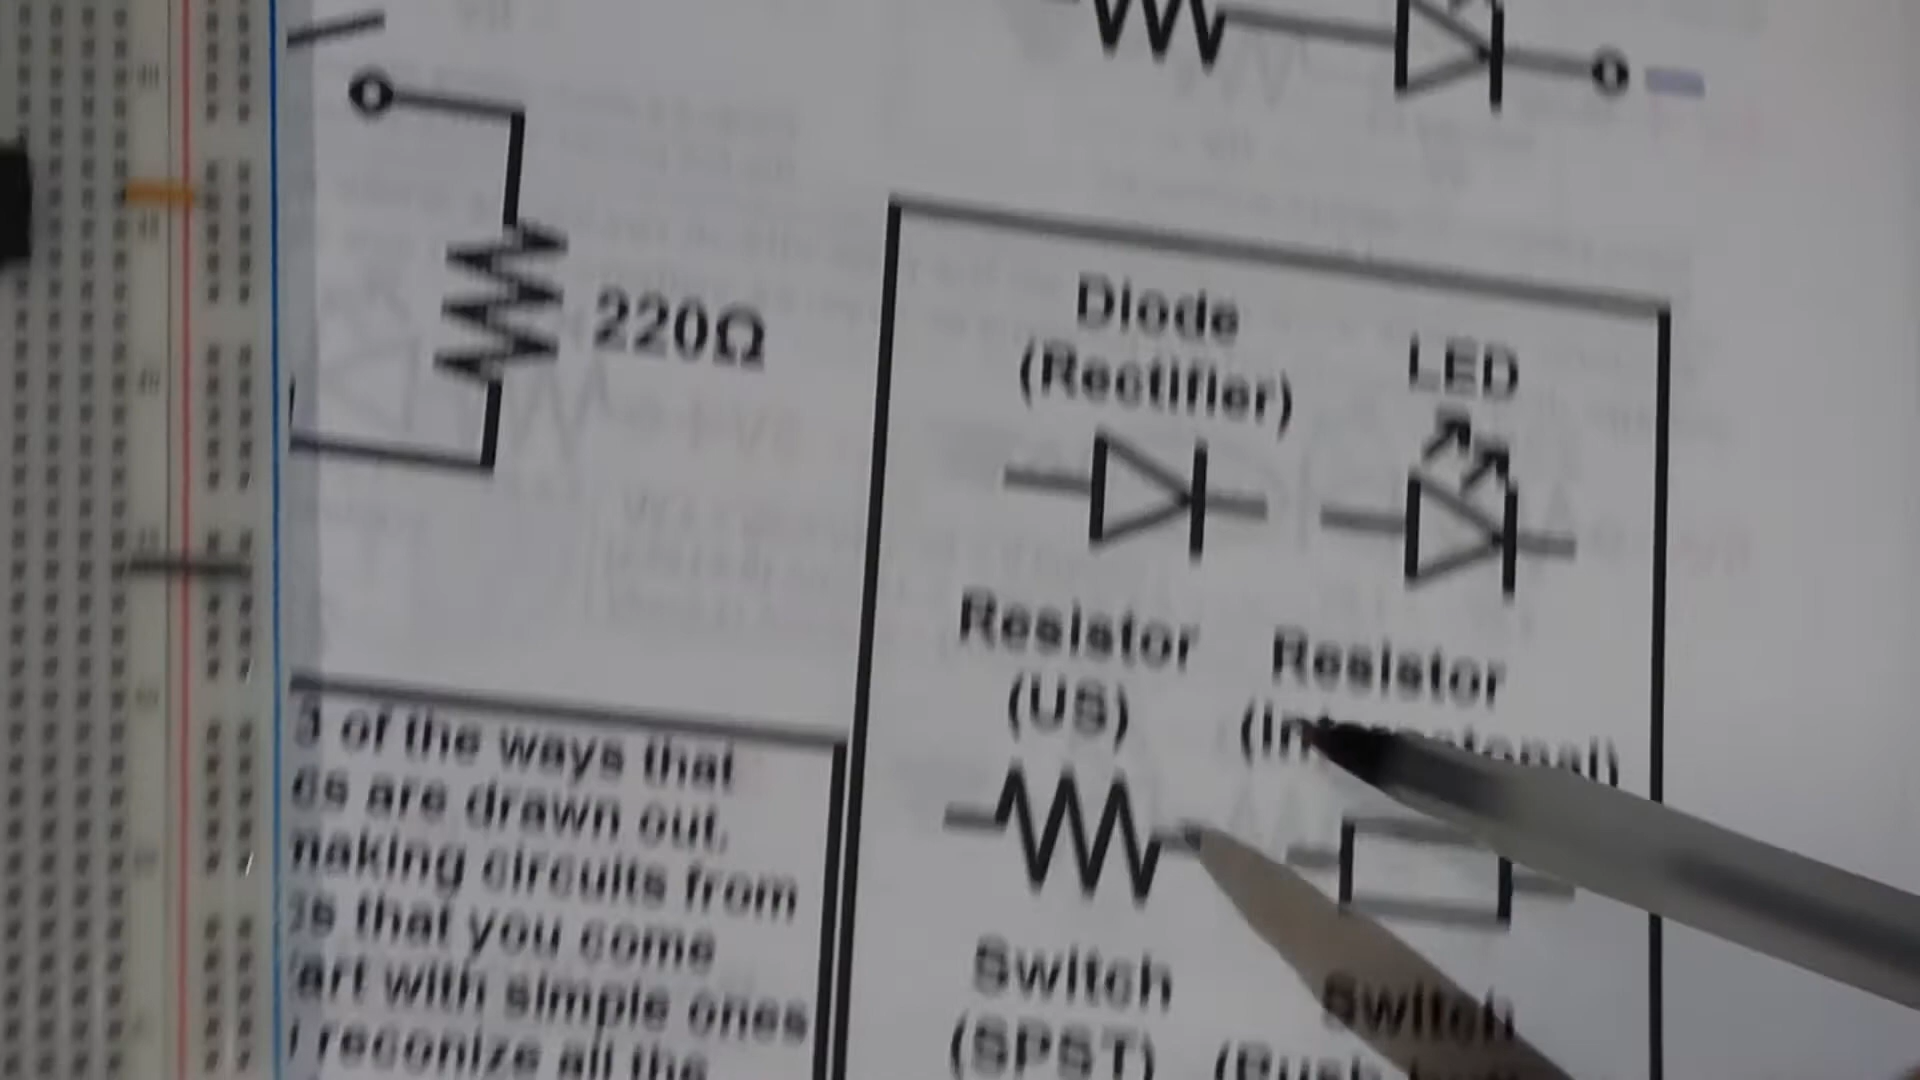 220Ω
Diode
(Rectifier)
LED
Resistor
(US)
Resistor
3 of the ways that
are drawn out.
making circuits from
that you come
art with simple ones
reconize all the
Switch
(SPST)
Switch